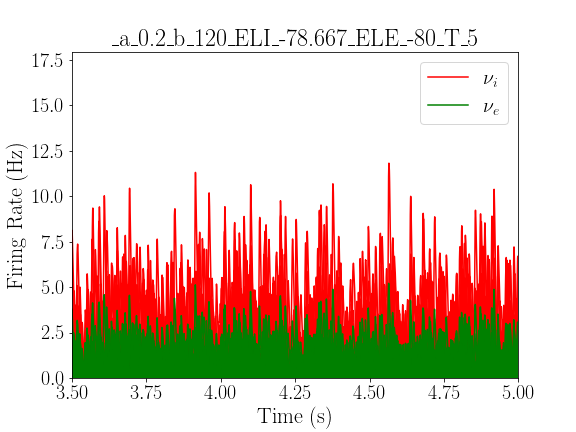 _a_0.2_b_120_ELI_-78.667_ELE_-80_T_5
17.5
15.0
12.5
10.0
7.5
5.0
2.5
0.0
Firing Rate (Hz)
ν_i
ν_e
3.50 3.75 4.00 4.25 4.50 4.75 5.00
Time (s)